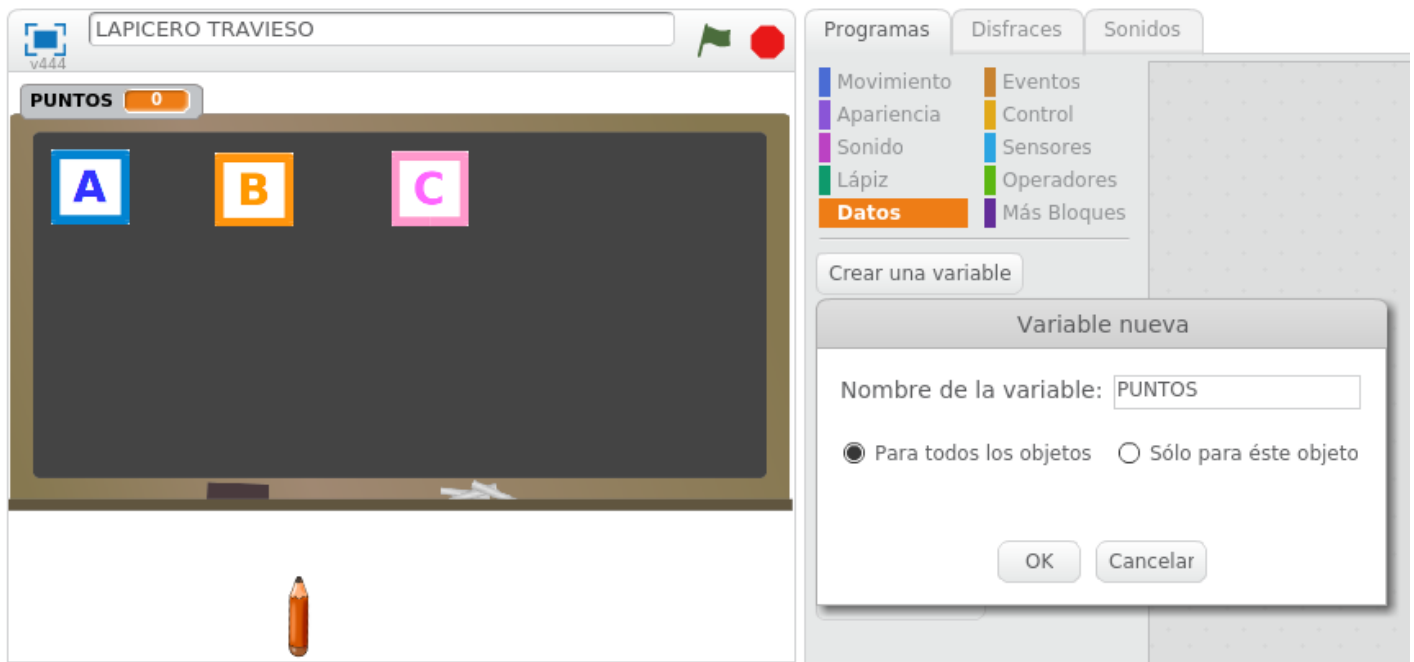 LAPICERO TRAVIESO
v444
PUNTOS 0
A B C
Programas Disfraces Sonidos
Movimiento Eventos
Apariencia Control
Sonido Sensores
Lápiz Operadores
Datos Más Bloques
Crear una variable
Variable nueva
Nombre de la variable: PUNTOS
Para todos los objetos Sólo para éste objeto
OK Cancelar